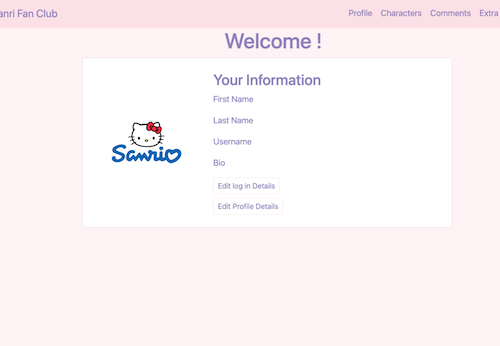 anri Fan Club
Profile Characters Comments Extra
Welcome !
Your Information
First Name
Last Name
Username
Bio
Sanrio
Edit log in Details
Edit Profile Details